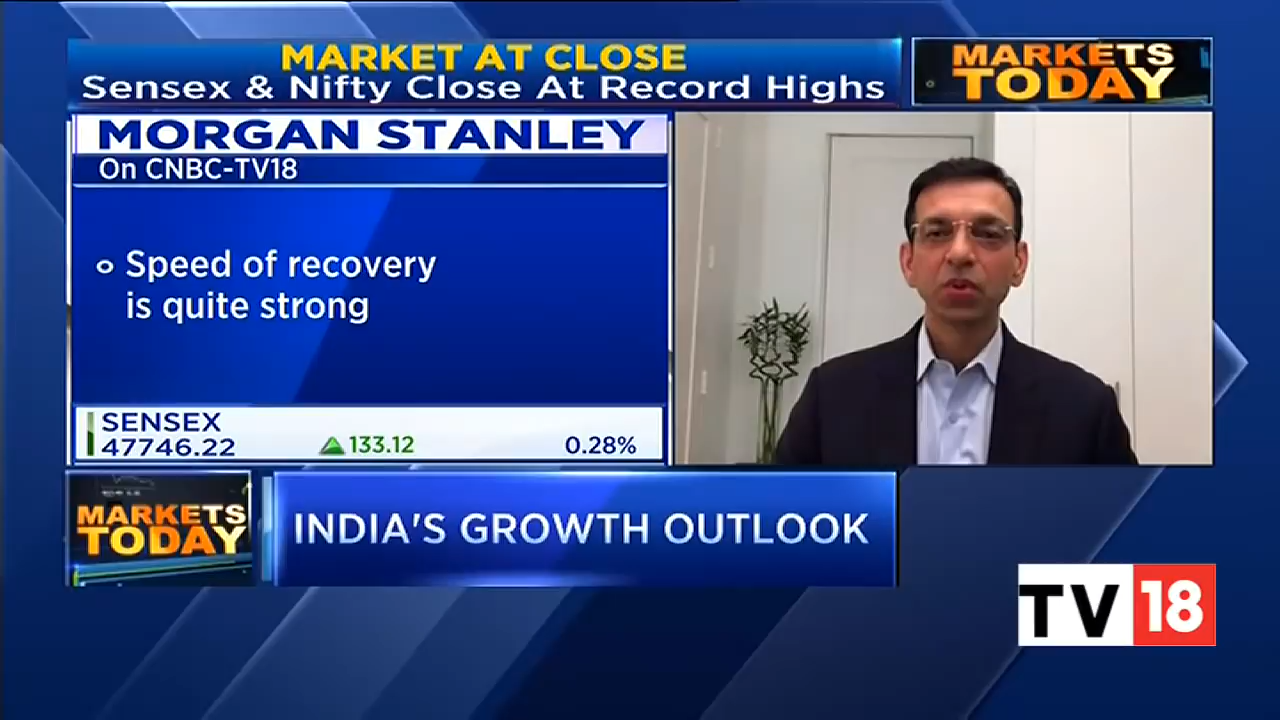 MARKET AT CLOSE
Sensex & Nifty Close At Record Highs
MARKETS
TODAY
MORGAN STANLEY
On CNBC-TV18
Speed of recovery
is quite strong
SENSEX
47746.22 133.12 0.28%
MARKETS
TODAY
INDIA'S GROWTH OUTLOOK
TV18